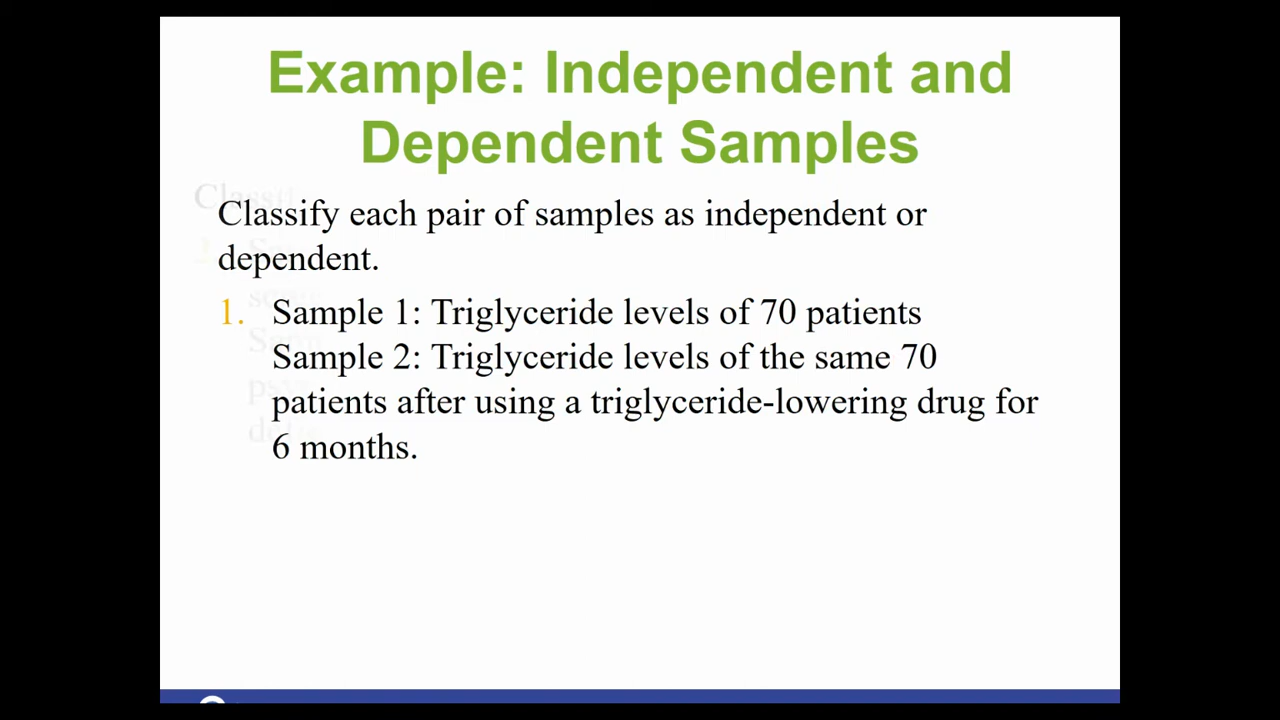 Example: Independent and
Dependent Samples
Classify each pair of samples as independent or
dependent.
1. Sample 1: Triglyceride levels of 70 patients
Sample 2: Triglyceride levels of the same 70
patients after using a triglyceride-lowering drug for
6 months.